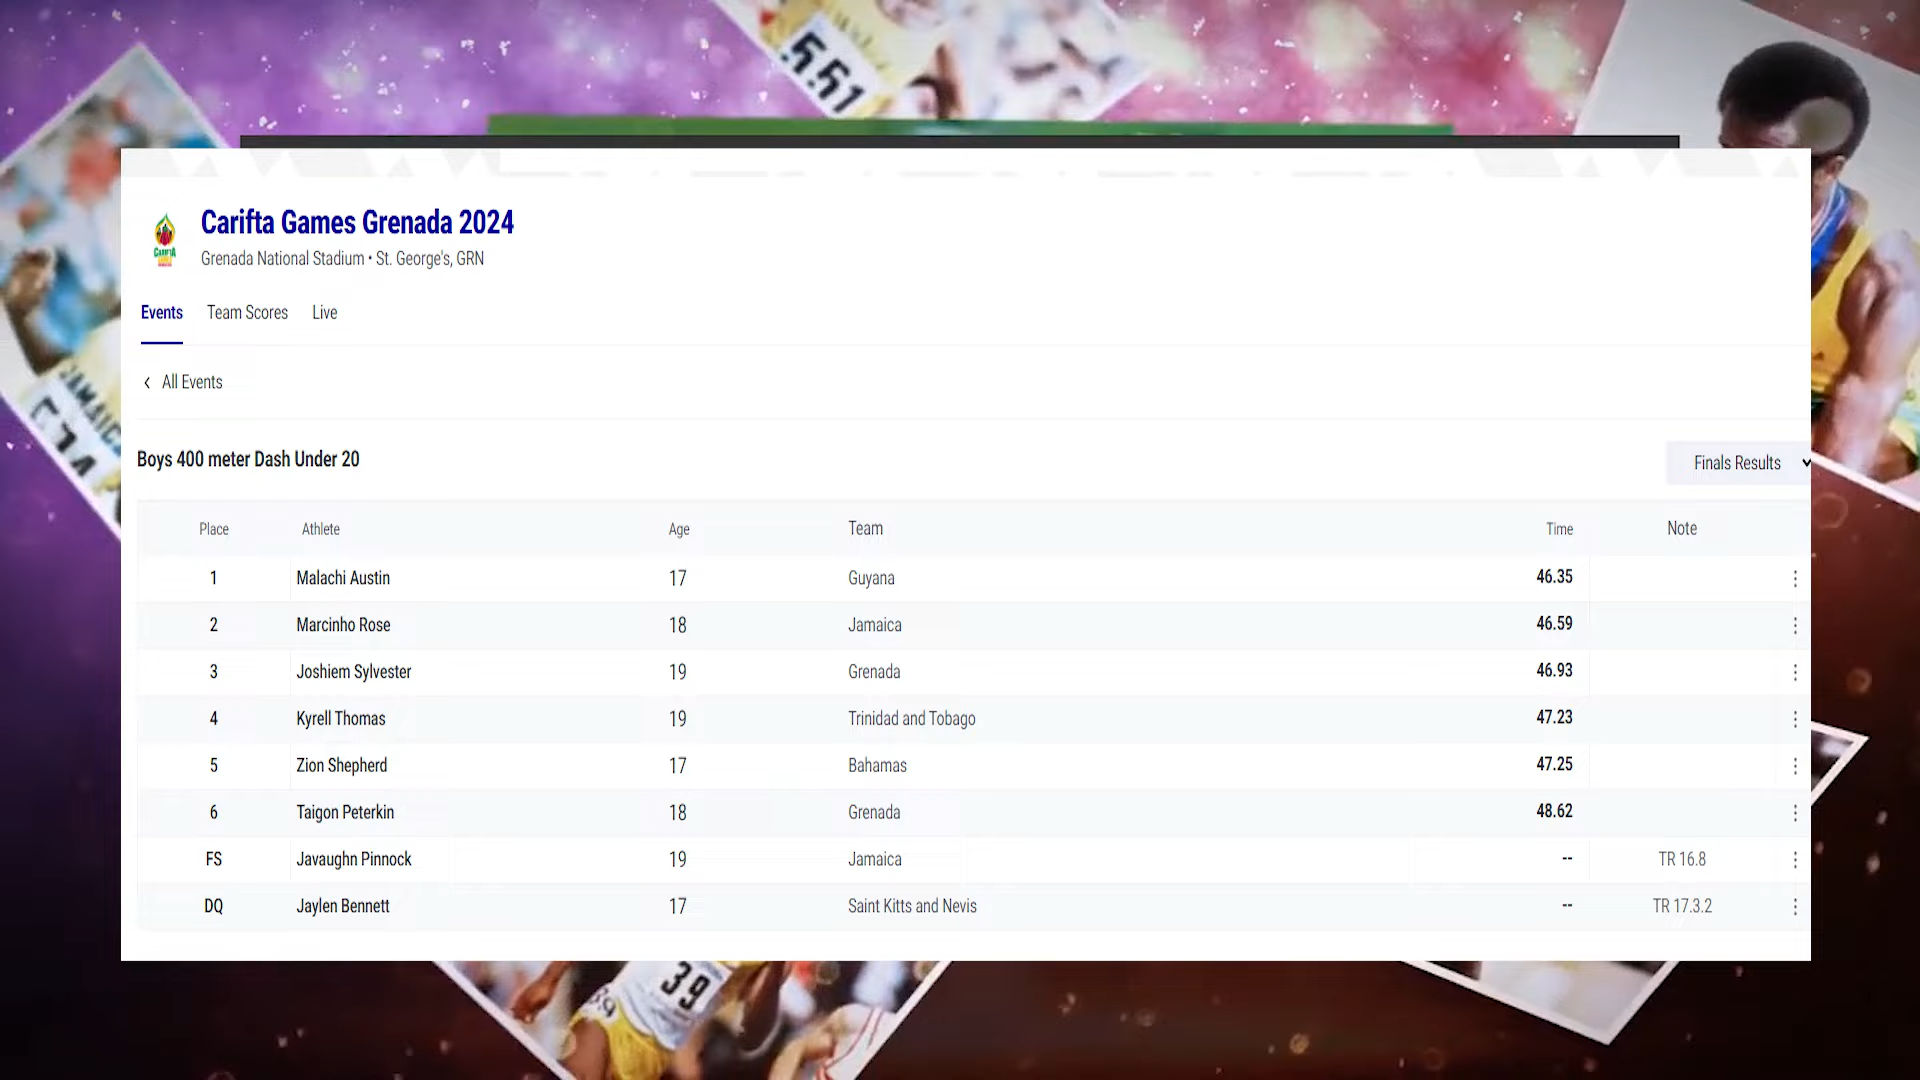 551
Carifta Games Grenada 2024
Grenada National Stadium • St. George's, GRN
CARIFTA
Events Team Scores Live
‹ All Events
Boys 400 meter Dash Under 20
Finals Results
Place Athlete Age Team Time Note
1 Malachi Austin 17 Guyana 46.35
2 Marcinho Rose 18 Jamaica 46.59
3 Joshiem Sylvester 19 Grenada 46.93
4 Kyrell Thomas 19 Trinidad and Tobago 47.23
5 Zion Shepherd 17 Bahamas 47.25
6 Taigon Peterkin 18 Grenada 48.62
FS Javaughn Pinnock 19 Jamaica -- TR 16.8
DQ Jaylen Bennett 17 Saint Kitts and Nevis -- TR 17.3.2
39